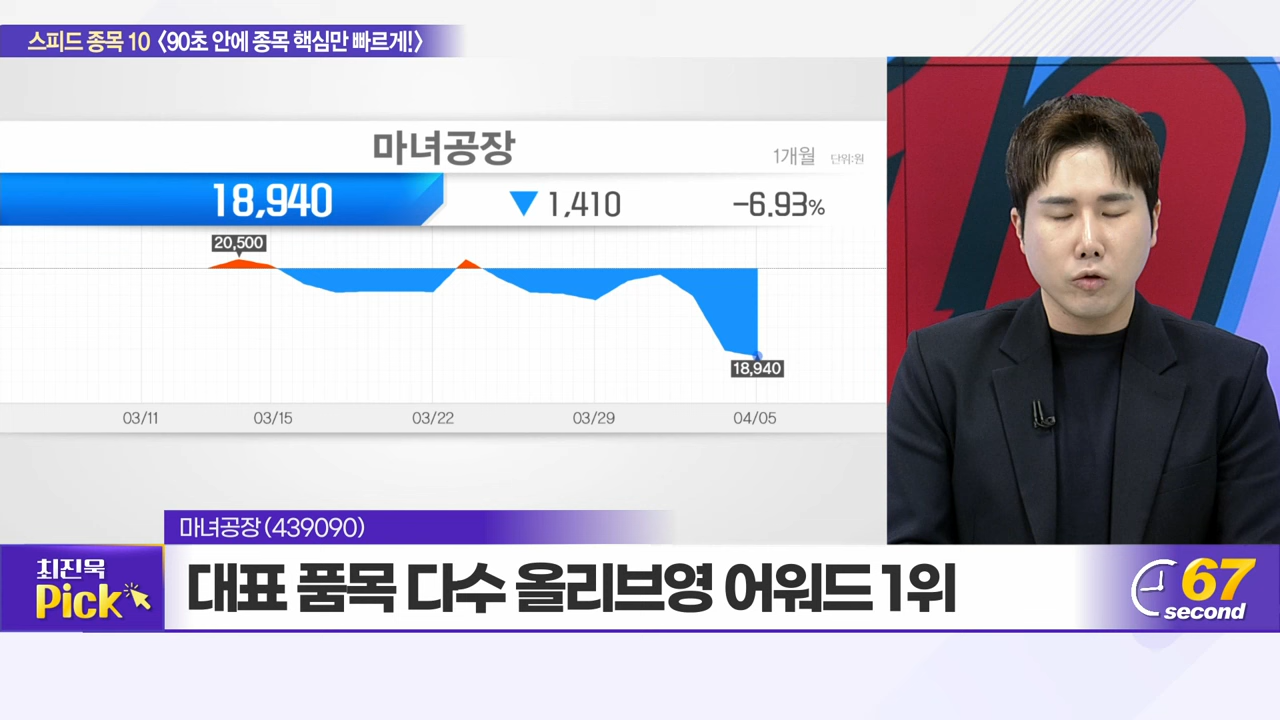 스피드 종목 10 〈90초 안에 종목 핵심만 빠르게!〉
마녀공장
1개월 단위:원
18,940 ▼ 1,410 -6.93%
20,500
18,940
03/11 03/15 03/22 03/29 04/05
마녀공장(439090)
최진욱
Pick
대표 품목 다수 올리브영 어워드 1위
67
second